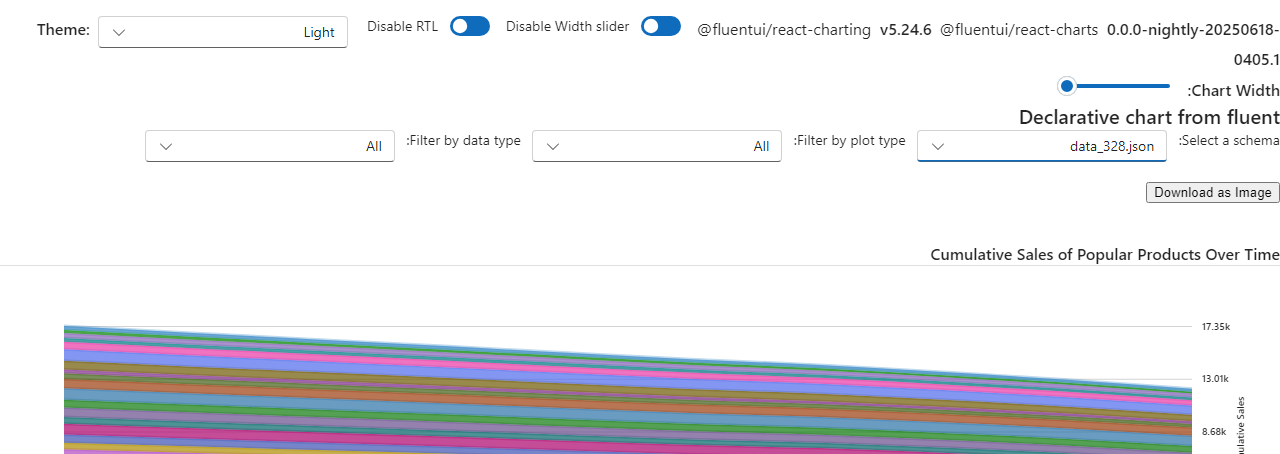 Theme: Light Disable RTL Disable Width slider @fluentui/react-charting v5.24.6 @fluentui/react-charts 0.0.0-nightly-20250618-
0405.1
:Chart Width
Declarative chart from fluent
:Select a schema data_328.json :Filter by plot type All :Filter by data type All
Download as Image
Cumulative Sales of Popular Products Over Time
17.35k
13.01k
8.68k
Sales